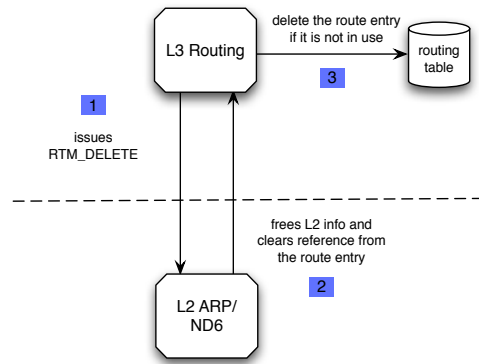 delete the route entry
if it is not in use
L3 Routing
routing
table
3
1
issues
RTM_DELETE
frees L2 info and
clears reference from
the route entry
2
L2 ARP/
ND6